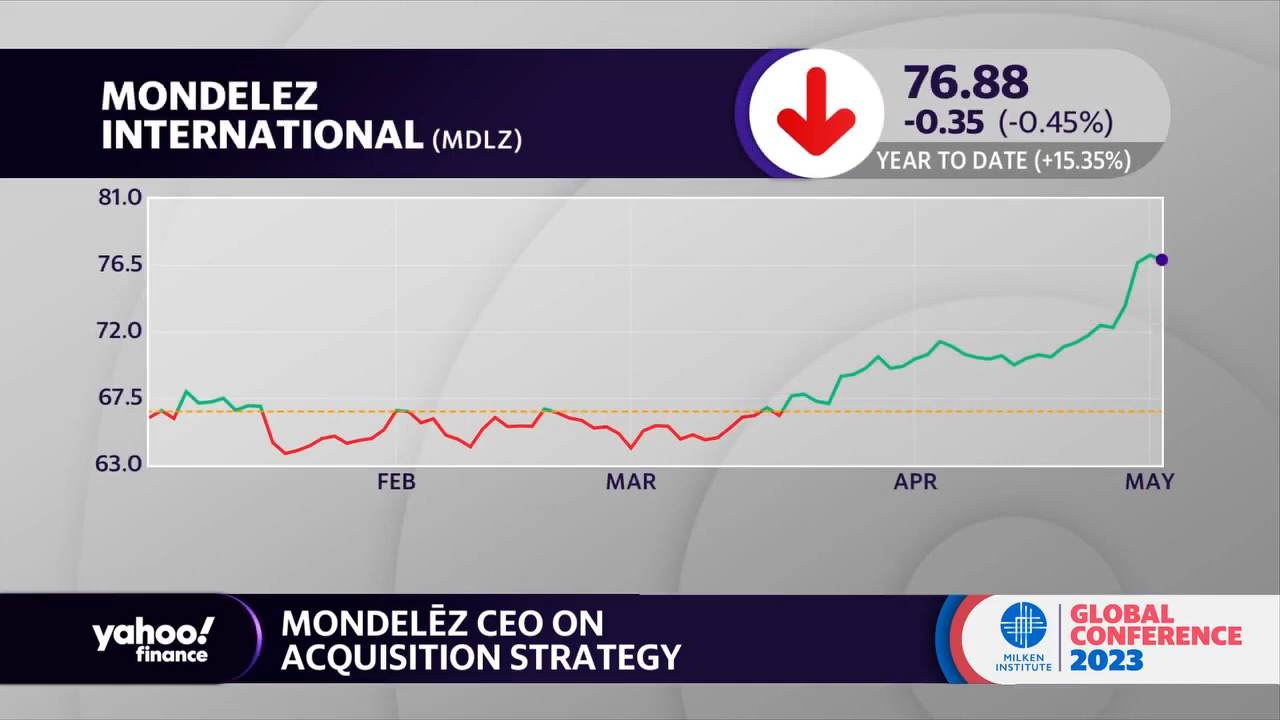 MONDELEZ
INTERNATIONAL (MDLZ)
76.88
-0.35 (-0.45%)
YEAR TO DATE (+15.35%)
81.0
76.5
72.0
67.5
63.0
FEB MAR APR MAY
yahoo!
finance
MONDELĒZ CEO ON
ACQUISITION STRATEGY
MILKEN
INSTITUTE
GLOBAL
CONFERENCE
2023